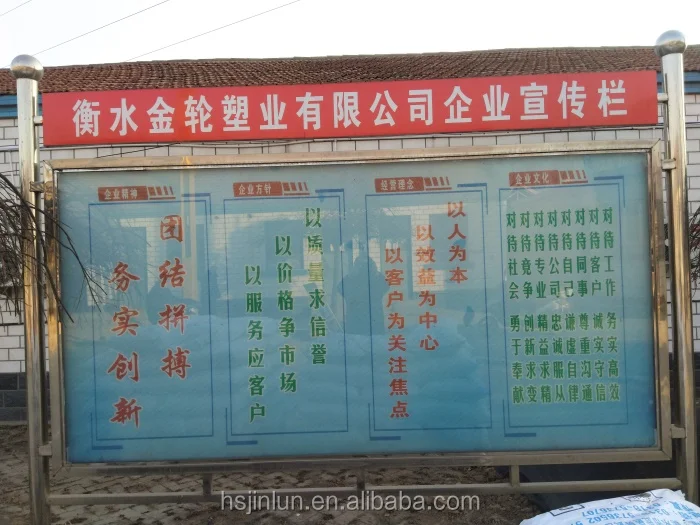 衡水金轮塑业有限公司企业宣传栏
企业精神
团结拼搏
务实创新
企业方针
以质量求信誉
以价格争市场
以服务应客户
经营理念
以人为本
以效益为中心
以客户为关注焦点
企业文化
对待工作 务实高效
对待客户 诚实守信
对待同事 尊重沟通
对待自己 谦虚自律
对待公司 忠诚服从
对待专业 精益求精
对待竞争 创新求变
对待社会 勇于奉献
hsjinlun.en.alibaba.com